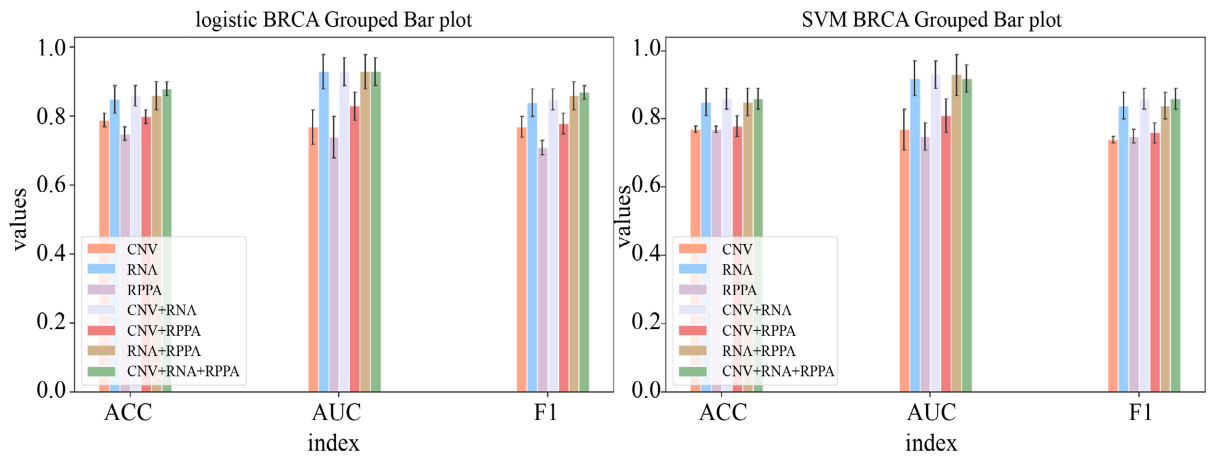 logistic BRCA Grouped Bar plot
1.0
0.8
0.6
0.4
0.2
0.0
values
CNV
RNA
RPPA
CNV+RNA
CNV+RPPA
RNA+RPPA
CNV+RNA+RPPA
ACC
AUC
F1
index
SVM BRCA Grouped Bar plot
1.0
0.8
0.6
0.4
0.2
0.0
values
CNV
RNA
RPPA
CNV+RNA
CNV+RPPA
RNA+RPPA
CNV+RNA+RPPA
ACC
AUC
F1
index